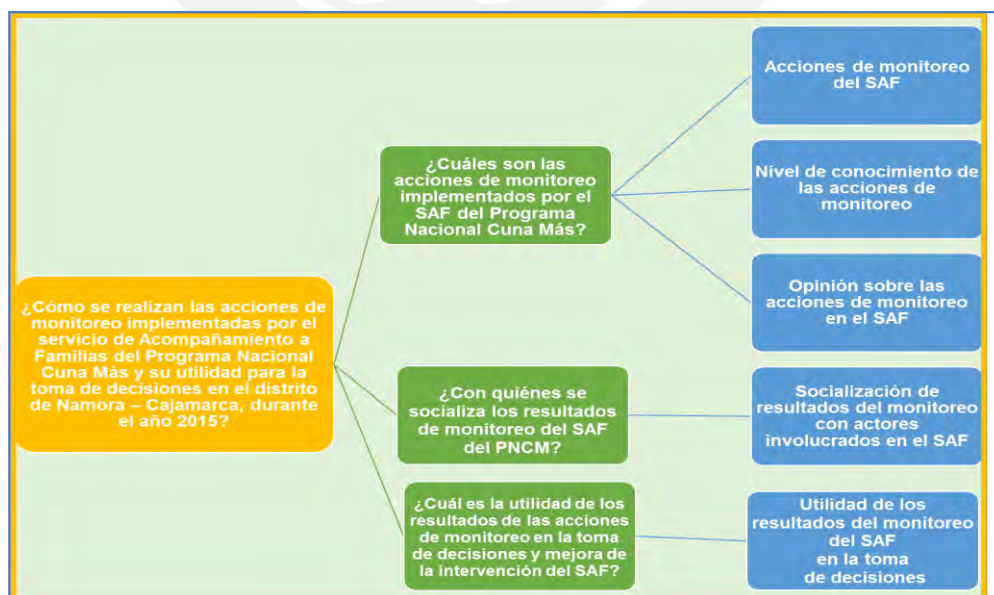 ¿Cómo se realizan las acciones de
monitoreo implementadas por el
servicio de Acompañamiento a
Familias del Programa Nacional
Cuna Más y su utilidad para la
toma de decisiones en el distrito
de Namora – Cajamarca, durante
el año 2015?
¿Cuáles son las
acciones de monitoreo
implementados por el
SAF del Programa
Nacional Cuna Más?
Acciones de monitoreo
del SAF
Nivel de conocimiento de
las acciones de
monitoreo
Opinión sobre las
acciones de monitoreo
en el SAF
¿Con quiénes se
socializa los resultados
de monitoreo del SAF
del PNCM?
Socialización de
resultados del monitoreo
con actores
involucrados en el SAF
¿Cuál es la utilidad de los
resultados de las acciones
de monitoreo en la toma
de decisiones y mejora de
la intervención del SAF?
Utilidad de los
resultados del monitoreo
del SAF
en la toma
de decisiones